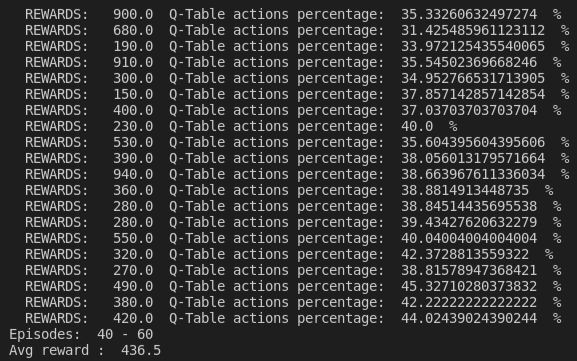 REWARDS:   900.0  Q-Table actions percentage:  35.33260632497274  %
REWARDS:   680.0  Q-Table actions percentage:  31.425485961123112  %
REWARDS:   190.0  Q-Table actions percentage:  33.972125435540065  %
REWARDS:   910.0  Q-Table actions percentage:  35.54502369668246  %
REWARDS:   300.0  Q-Table actions percentage:  34.952766531713905  %
REWARDS:   150.0  Q-Table actions percentage:  37.857142857142854  %
REWARDS:   400.0  Q-Table actions percentage:  37.03703703703704  %
REWARDS:   230.0  Q-Table actions percentage:  40.0  %
REWARDS:   530.0  Q-Table actions percentage:  35.604395604395606  %
REWARDS:   390.0  Q-Table actions percentage:  38.056013179571664  %
REWARDS:   940.0  Q-Table actions percentage:  38.663967611336034  %
REWARDS:   360.0  Q-Table actions percentage:  38.8814913448735  %
REWARDS:   280.0  Q-Table actions percentage:  38.84514435695538  %
REWARDS:   280.0  Q-Table actions percentage:  39.43427620632279  %
REWARDS:   550.0  Q-Table actions percentage:  40.04004004004004  %
REWARDS:   320.0  Q-Table actions percentage:  42.3728813559322  %
REWARDS:   270.0  Q-Table actions percentage:  38.81578947368421  %
REWARDS:   490.0  Q-Table actions percentage:  45.32710280373832  %
REWARDS:   380.0  Q-Table actions percentage:  42.22222222222222  %
REWARDS:   420.0  Q-Table actions percentage:  44.02439024390244  %
Episodes:  40 - 60
Avg reward :  436.5